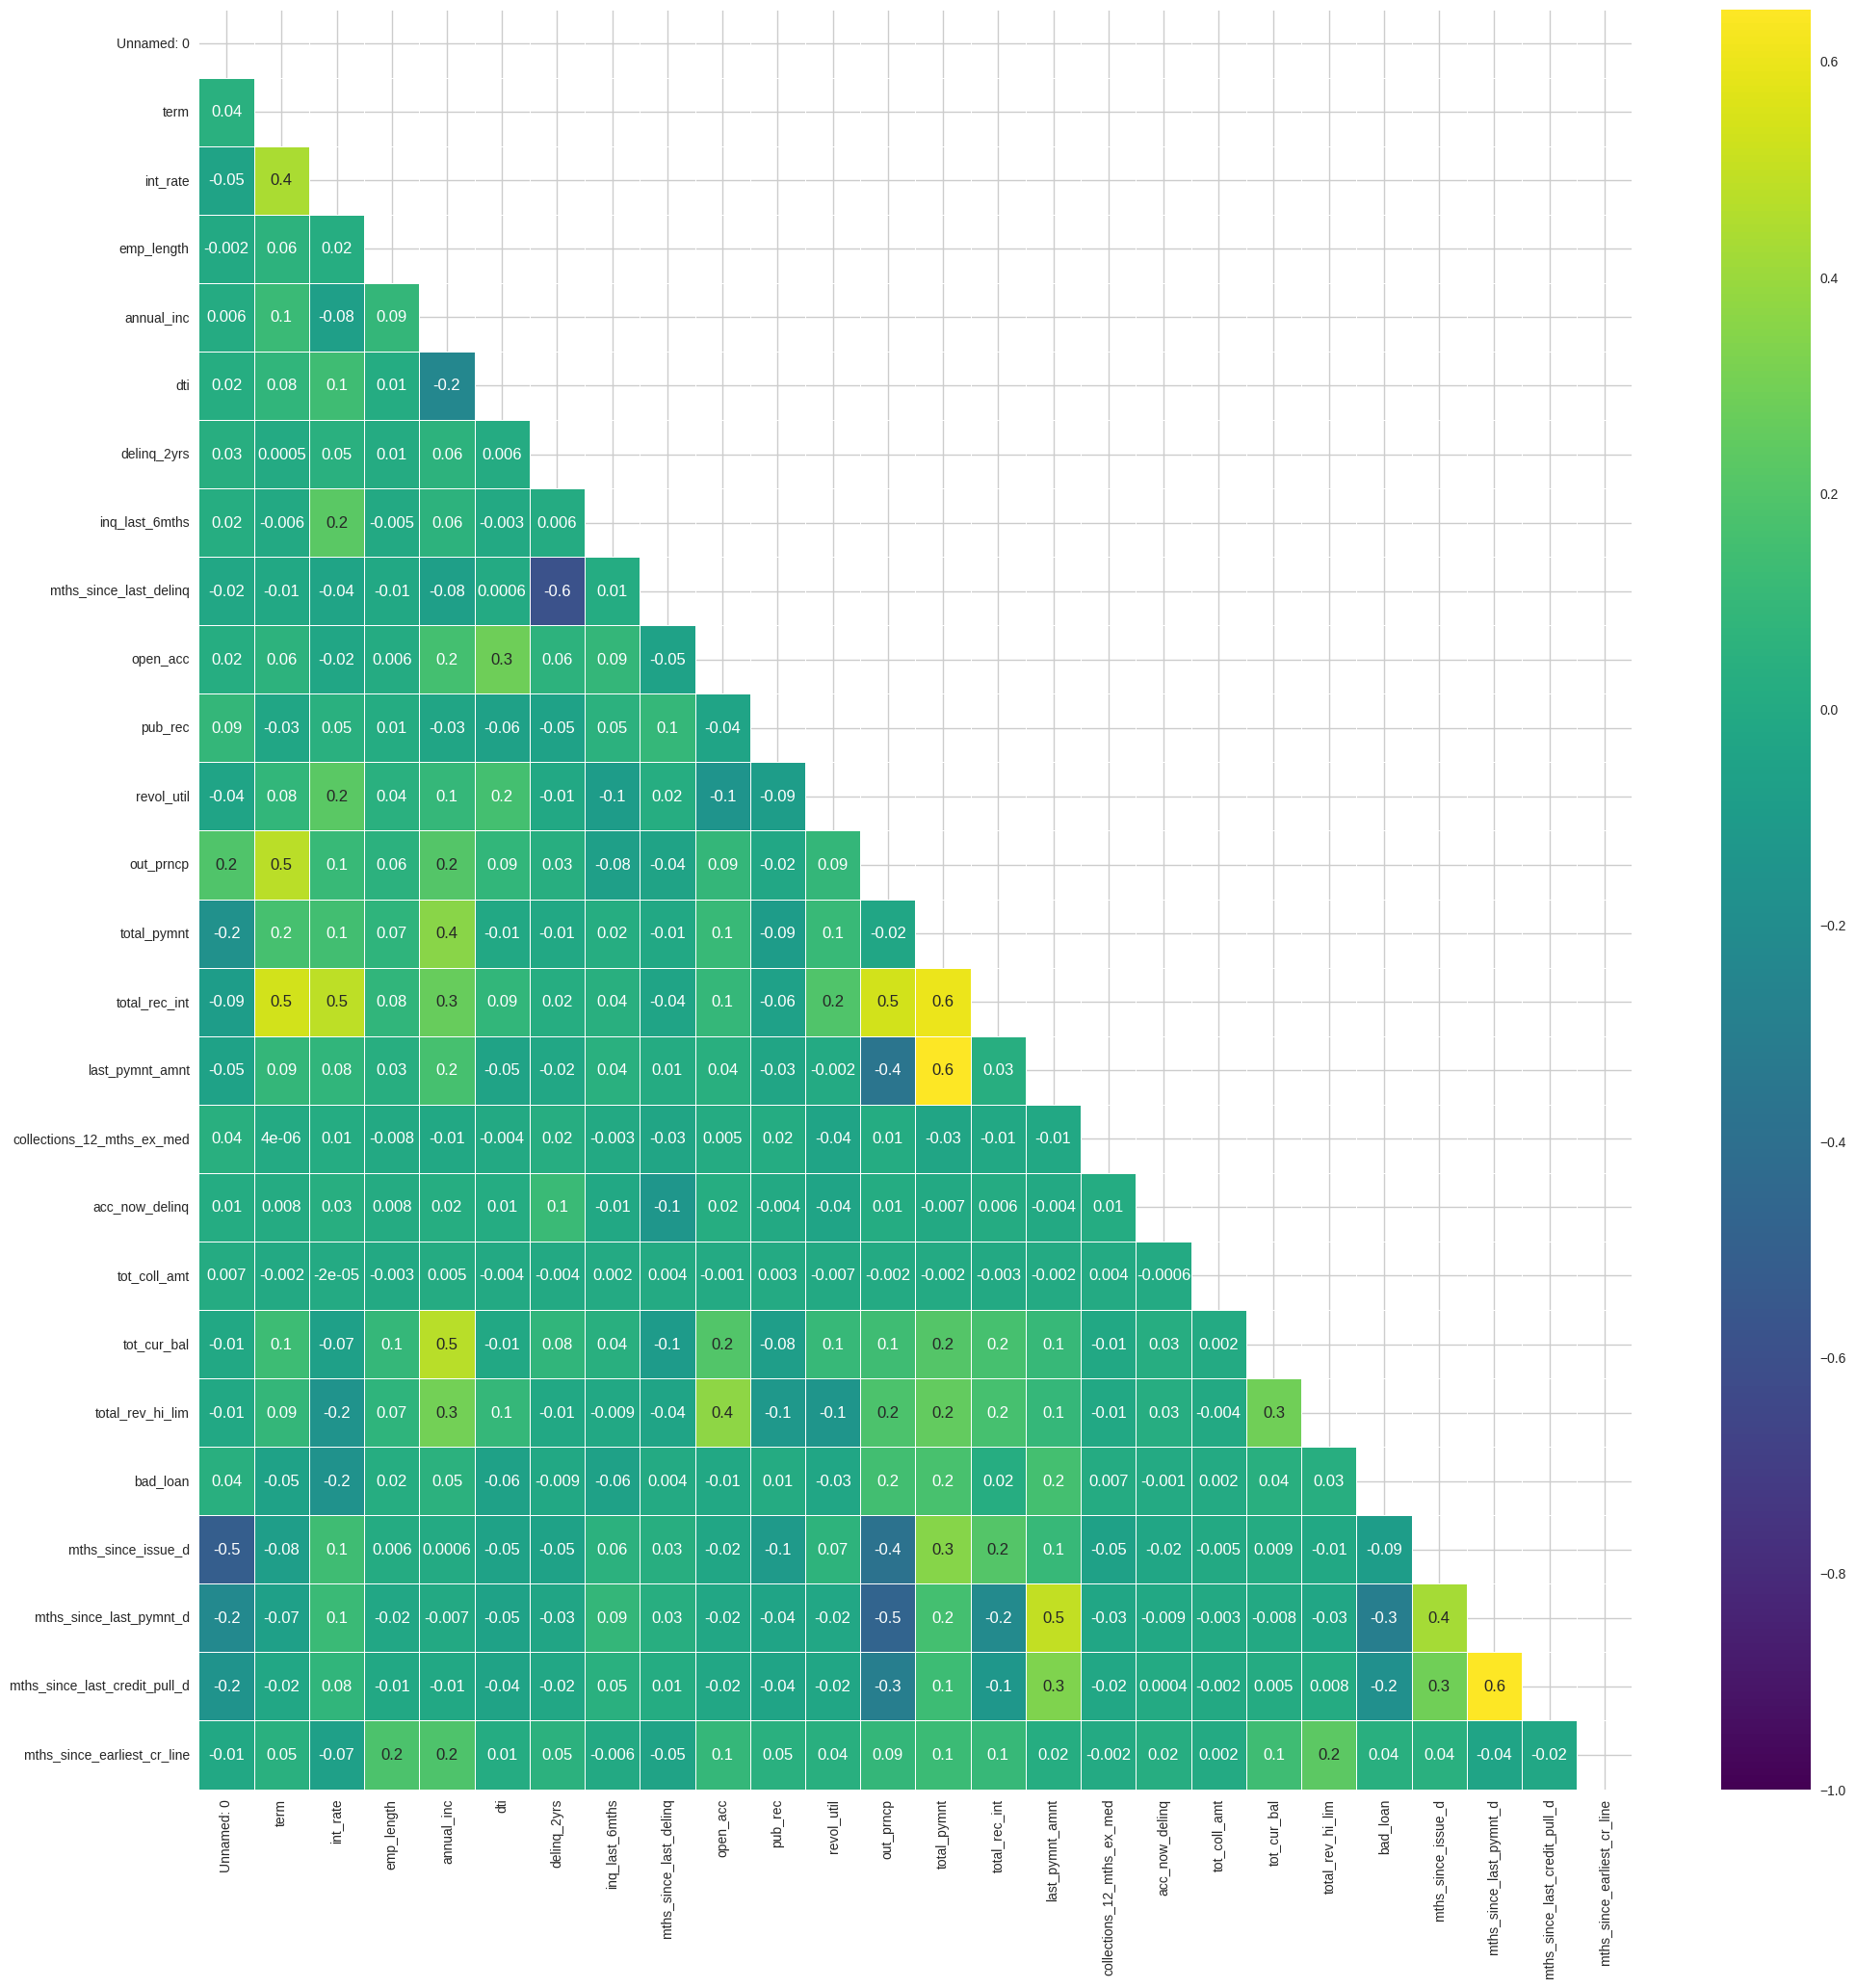 Unnamed: 0
term 0.04
int_rate -0.05 0.4
emp_length -0.002 0.06 0.02
annual_inc 0.006 0.1 -0.08 0.09
dti 0.02 0.08 0.1 0.01 -0.2
delinq_2yrs 0.03 0.0005 0.05 0.01 0.06 0.006
inq_last_6mths 0.02 -0.006 0.2 -0.005 0.06 -0.003 0.006
mths_since_last_delinq -0.02 -0.01 -0.04 -0.01 -0.08 0.0006 -0.6 0.01
open_acc 0.02 0.06 -0.02 0.006 0.2 0.3 0.06 0.09 -0.05
pub_rec 0.09 -0.03 0.05 0.01 -0.03 -0.06 -0.05 0.05 0.1 -0.04
revol_util -0.04 0.08 0.2 0.04 0.1 0.2 -0.01 -0.1 0.02 -0.1 -0.09
out_prncp 0.2 0.5 0.1 0.06 0.2 0.09 0.03 -0.08 -0.04 0.09 -0.02 0.09
total_pymnt -0.2 0.2 0.1 0.07 0.4 -0.01 -0.01 0.02 -0.01 0.1 -0.09 0.1 -0.02
total_rec_int -0.09 0.5 0.5 0.08 0.3 0.09 0.02 0.04 -0.04 0.1 -0.06 0.2 0.5 0.6
last_pymnt_amnt -0.05 0.09 0.08 0.03 0.2 -0.05 -0.02 0.04 0.01 0.04 -0.03 -0.002 -0.4 0.6 0.03
collections_12_mths_ex_med 0.04 4e-06 0.01 -0.008 -0.01 -0.004 0.02 -0.003 -0.03 0.005 0.02 -0.04 0.01 -0.03 -0.01 -0.01
acc_now_delinq 0.01 0.008 0.03 0.008 0.02 0.01 0.1 -0.01 -0.1 0.02 -0.004 -0.04 0.01 -0.007 0.006 -0.004 0.01
tot_coll_amt 0.007 -0.002 -2e-05 -0.003 0.005 -0.004 -0.004 0.002 0.004 -0.001 0.003 -0.007 -0.002 -0.002 -0.003 -0.002 0.004 -0.0006
tot_cur_bal -0.01 0.1 -0.07 0.1 0.5 -0.01 0.08 0.04 -0.1 0.2 -0.08 0.1 0.1 0.2 0.2 0.1 -0.01 0.03 0.002
total_rev_hi_lim -0.01 0.09 -0.2 0.07 0.3 0.1 -0.01 -0.009 -0.04 0.4 -0.1 -0.1 0.2 0.2 0.2 0.1 -0.01 0.03 -0.004 0.3
bad_loan 0.04 -0.05 -0.2 0.02 0.05 -0.06 -0.009 -0.06 0.004 -0.01 0.01 -0.03 0.2 0.2 0.02 0.2 0.007 -0.001 0.002 0.04 0.03
mths_since_issue_d -0.5 -0.08 0.1 0.006 0.0006 -0.05 -0.05 0.06 0.03 -0.02 -0.1 0.07 -0.4 0.3 0.2 0.1 -0.05 -0.02 -0.005 0.009 -0.01 -0.09
mths_since_last_pymnt_d -0.2 -0.07 0.1 -0.02 -0.007 -0.05 -0.03 0.09 0.03 -0.02 -0.04 -0.02 -0.5 0.2 -0.2 0.5 -0.03 -0.009 -0.003 -0.008 -0.03 -0.3 0.4
mths_since_last_credit_pull_d -0.2 -0.02 0.08 -0.01 -0.01 -0.04 -0.02 0.05 0.01 -0.02 -0.04 -0.02 -0.3 0.1 -0.1 0.3 -0.02 0.0004 -0.002 0.005 0.008 -0.2 0.3 0.6
mths_since_earliest_cr_line -0.01 0.05 -0.07 0.2 0.2 0.01 0.05 -0.006 -0.05 0.1 0.05 0.04 0.09 0.1 0.1 0.02 -0.002 0.02 0.002 0.1 0.2 0.04 0.04 -0.04 -0.02
Unnamed: 0
term
int_rate
emp_length
annual_inc
dti
delinq_2yrs
inq_last_6mths
mths_since_last_delinq
open_acc
pub_rec
revol_util
out_prncp
total_pymnt
total_rec_int
last_pymnt_amnt
collections_12_mths_ex_med
acc_now_delinq
tot_coll_amt
tot_cur_bal
total_rev_hi_lim
bad_loan
mths_since_issue_d
mths_since_last_pymnt_d
mths_since_last_credit_pull_d
mths_since_earliest_cr_line
0.6
0.4
0.2
0.0
−0.2
−0.4
−0.6
−0.8
−1.0